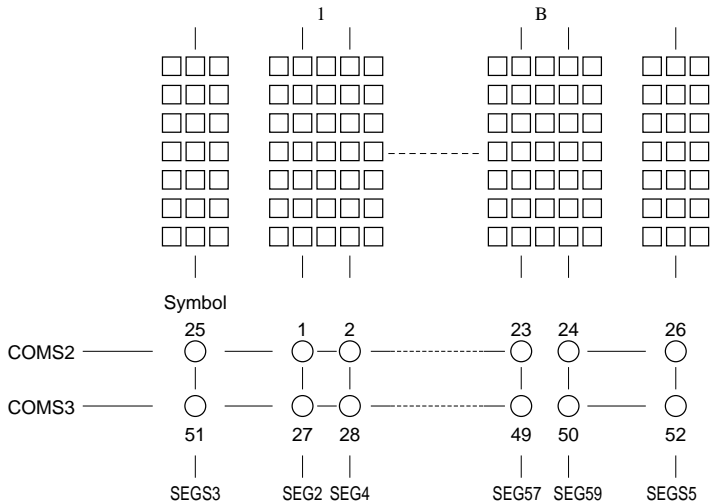 1 B
Symbol
25 1 2 23 24 26
COMS2
COMS3
51 27 28 49 50 52
SEGS3 SEG2 SEG4 SEG57 SEG59 SEGS5